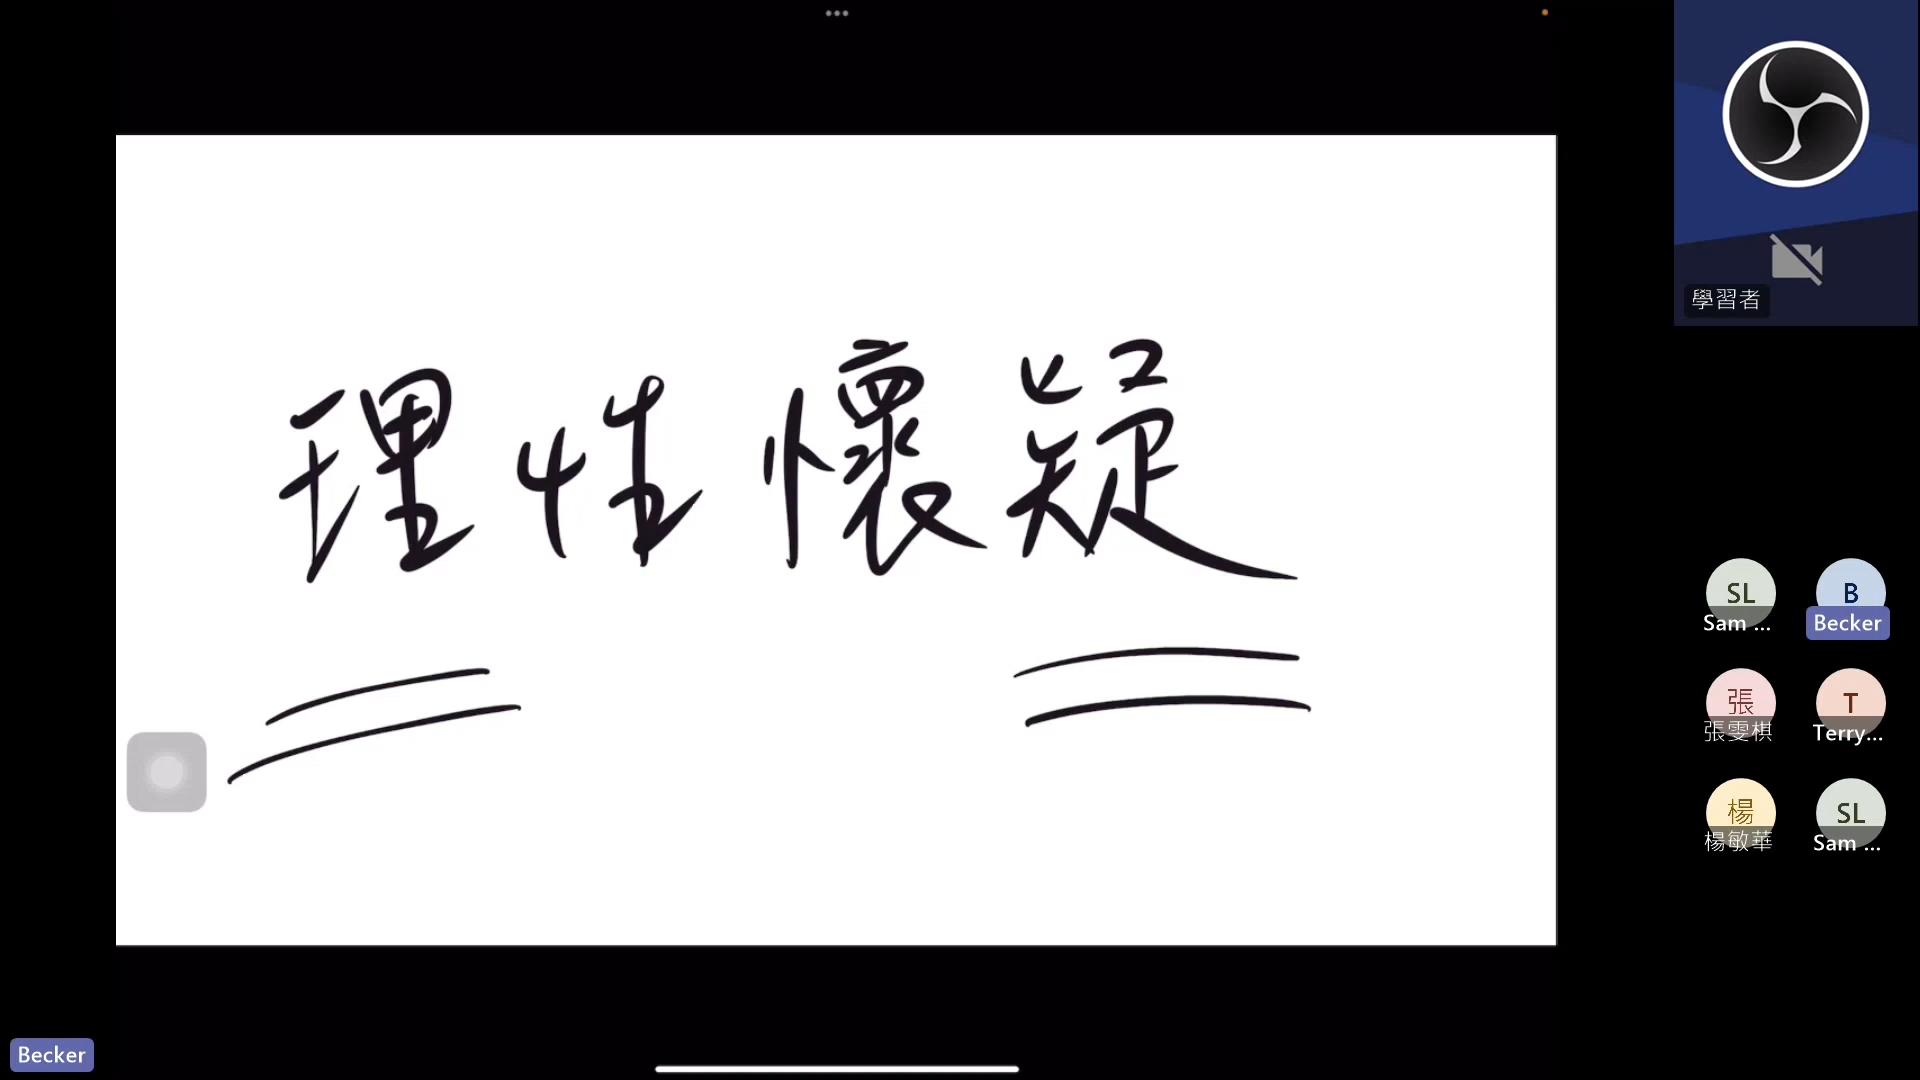 理性懷疑
學習者
SL
Sam ...
B
Becker
張
張雯棋
T
Terry...
楊
楊敏華
SL
Sam ...
Becker